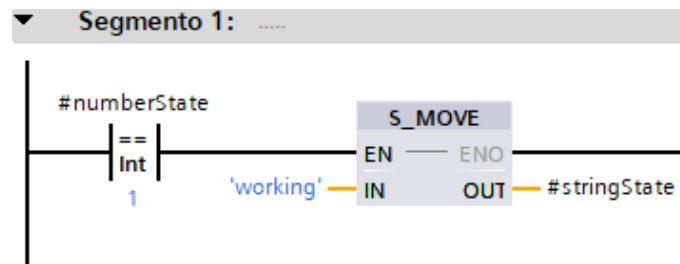 Segmento 1: .....
#numberState
S_MOVE
==
Int
EN ENO
1
'working' IN OUT #stringState